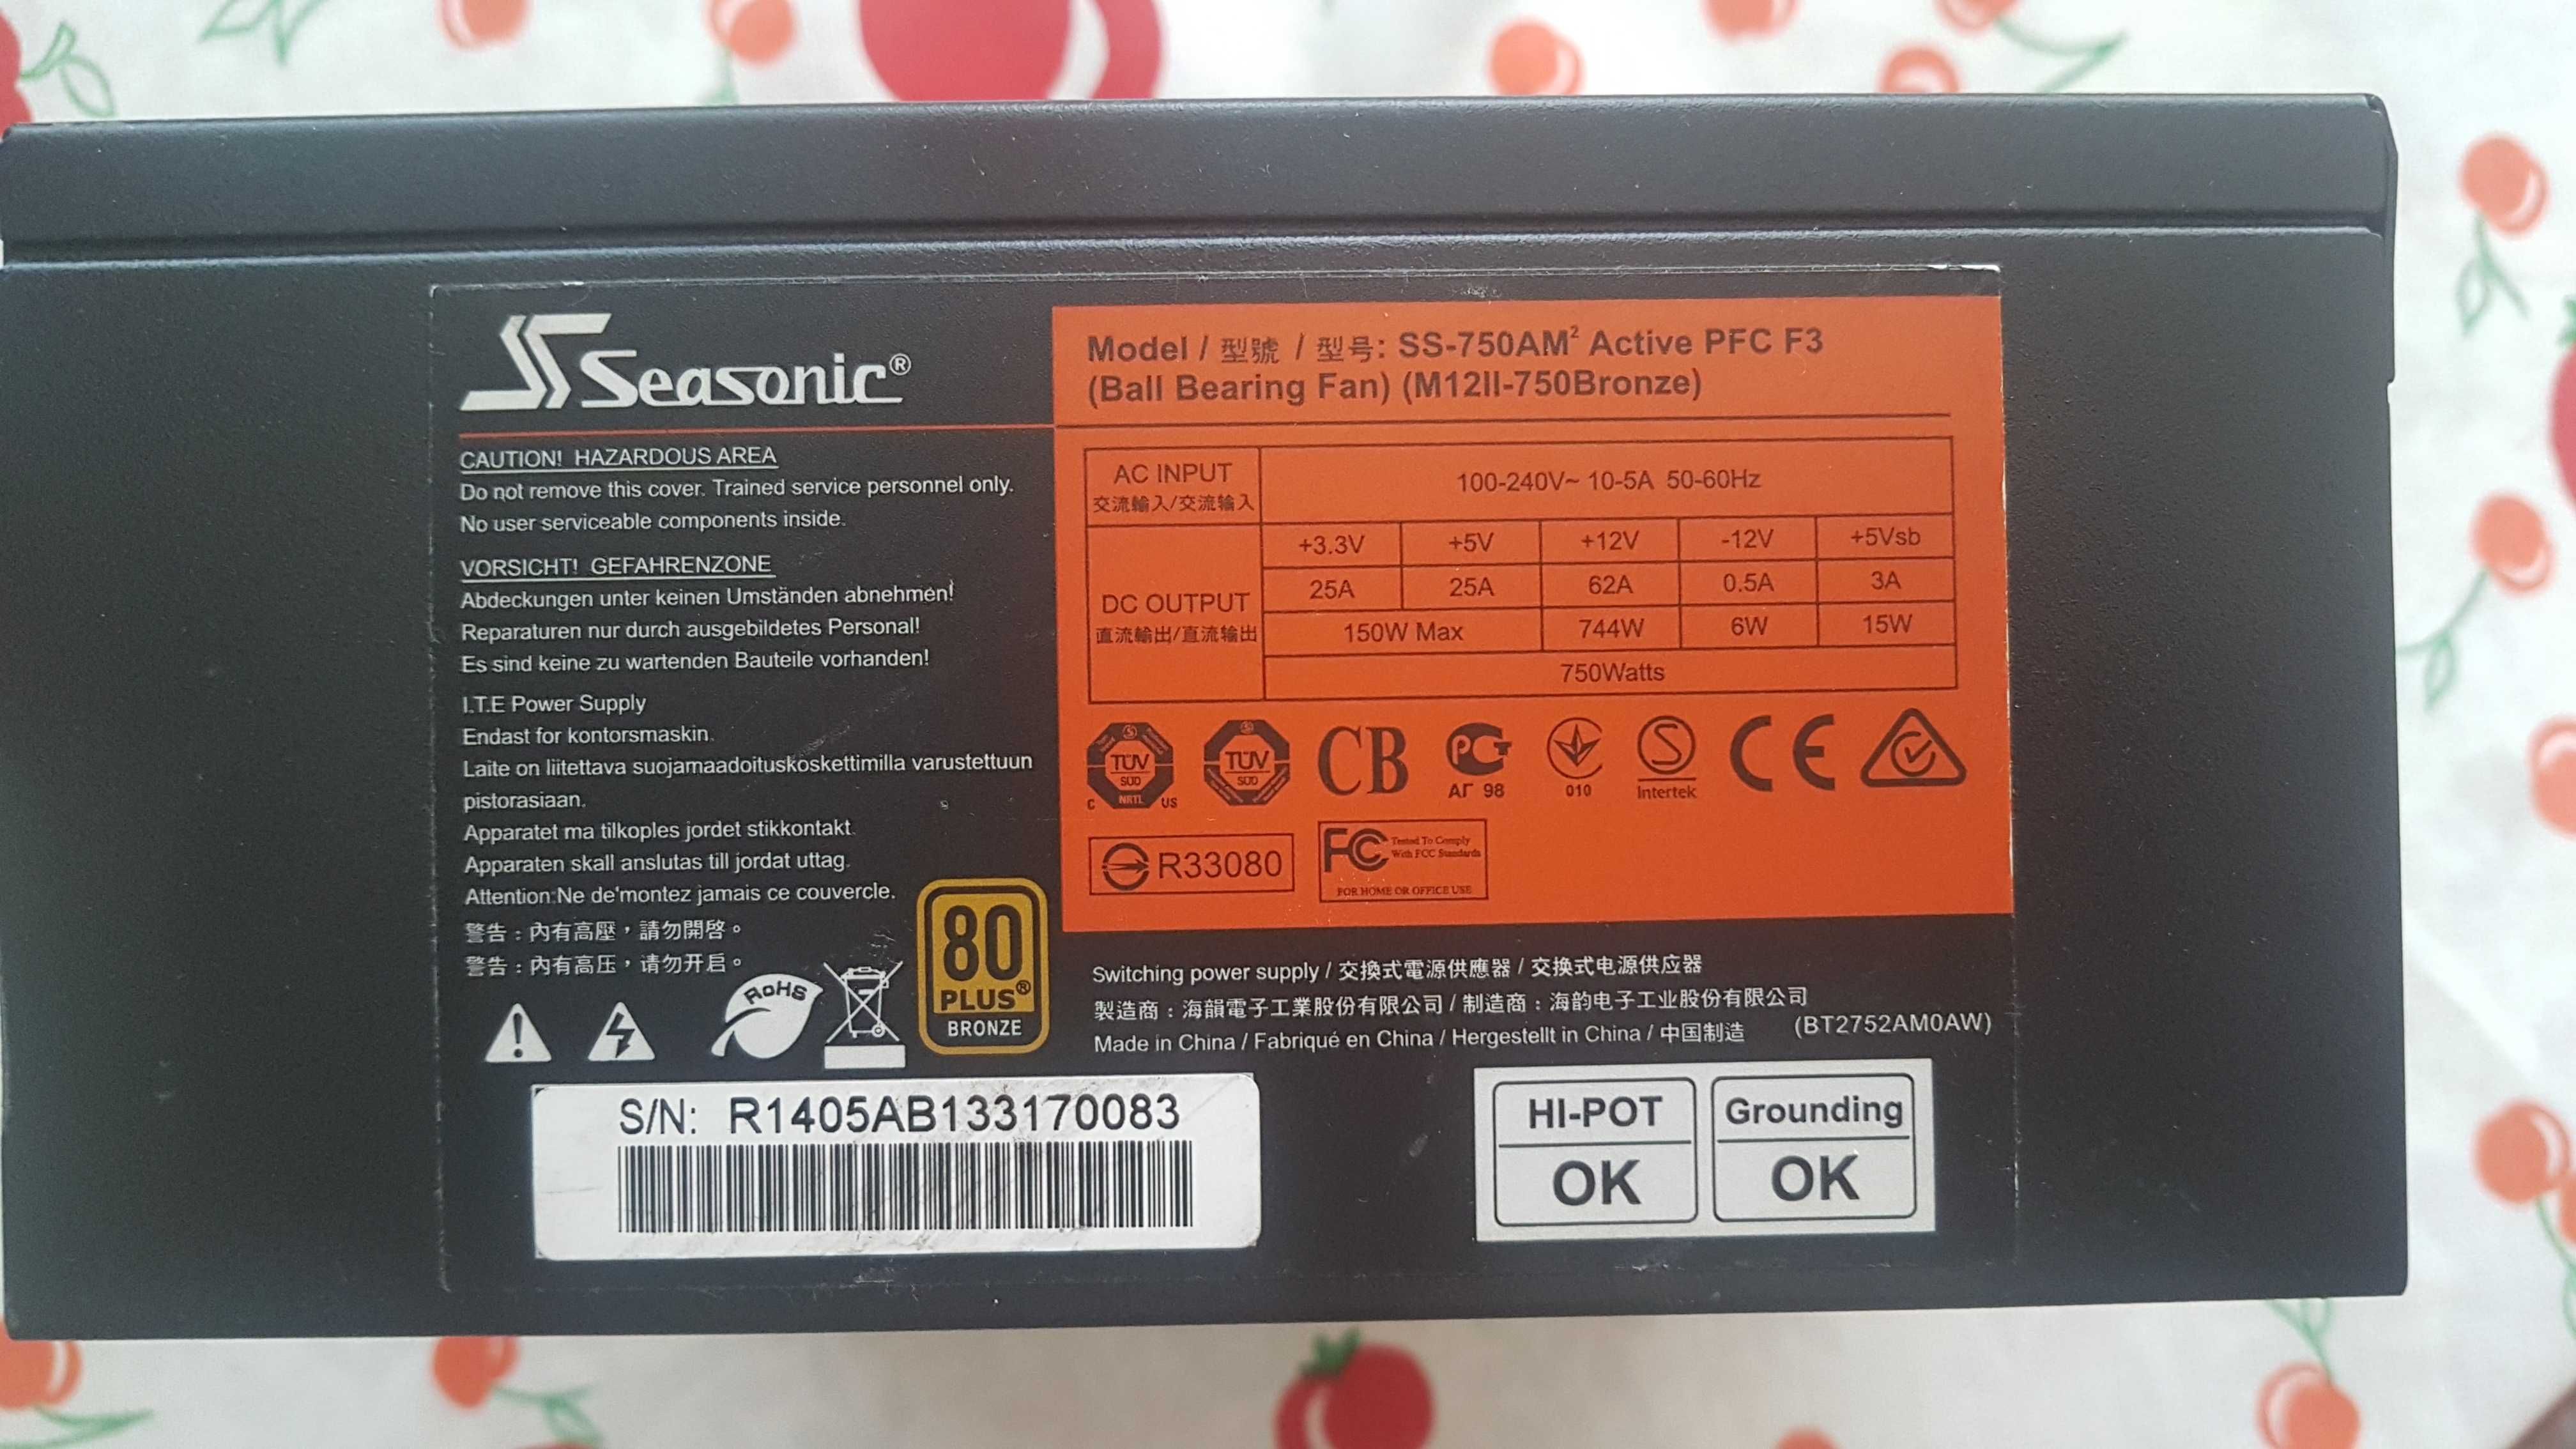 Seasonic®
CAUTION! HAZARDOUS AREA
Do not remove this cover. Trained service personnel only.
No user serviceable components inside.
VORSICHT! GEFAHRENZONE
Abdeckungen unter keinen Umständen abnehmen!
Reparaturen nur durch ausgebildetes Personal!
Es sind keine zu wartenden Bauteile vorhanden!
I.T.E Power Supply
Endast for kontorsmaskin.
Laite on liitettava suojamaadoituskoskettimilla varustettuun
pistorasiaan.
Apparatet ma tilkoples jordet stikkontakt.
Apparaten skall anslutas till jordat uttag.
Attention:Ne de'montez jamais ce couvercle.
警告：內有高壓，請勿開啓。
警告：内有高压，请勿开启。
RoHS
80
PLUS®
BRONZE
Model / 型號 / 型号: SS-750AM² Active PFC F3
(Ball Bearing Fan) (M12II-750Bronze)
AC INPUT 100-240V~ 10-5A 50-60Hz
交流輸入/交流输入
+3.3V +5V +12V -12V +5Vsb
25A 25A 62A 0.5A 3A
DC OUTPUT
直流輸出/直流输出
150W Max 744W 6W 15W
750Watts
TÜV SÜD NRTL C US
TÜV SÜD
CB
РСТ АГ 98
010
S Intertek
CE
R33080
FC Tested To Comply
With FCC Standards
FOR HOME OR OFFICE USE
Switching power supply / 交換式電源供應器 / 交換式电源供应器
製造商：海韻電子工業股份有限公司 / 制造商：海韵电子工业股份有限公司
Made in China / Fabriqué en China / Hergestellt in China / 中国制造 (BT2752AM0AW)
S/N: R1405AB133170083
HI-POT
OK
Grounding
OK